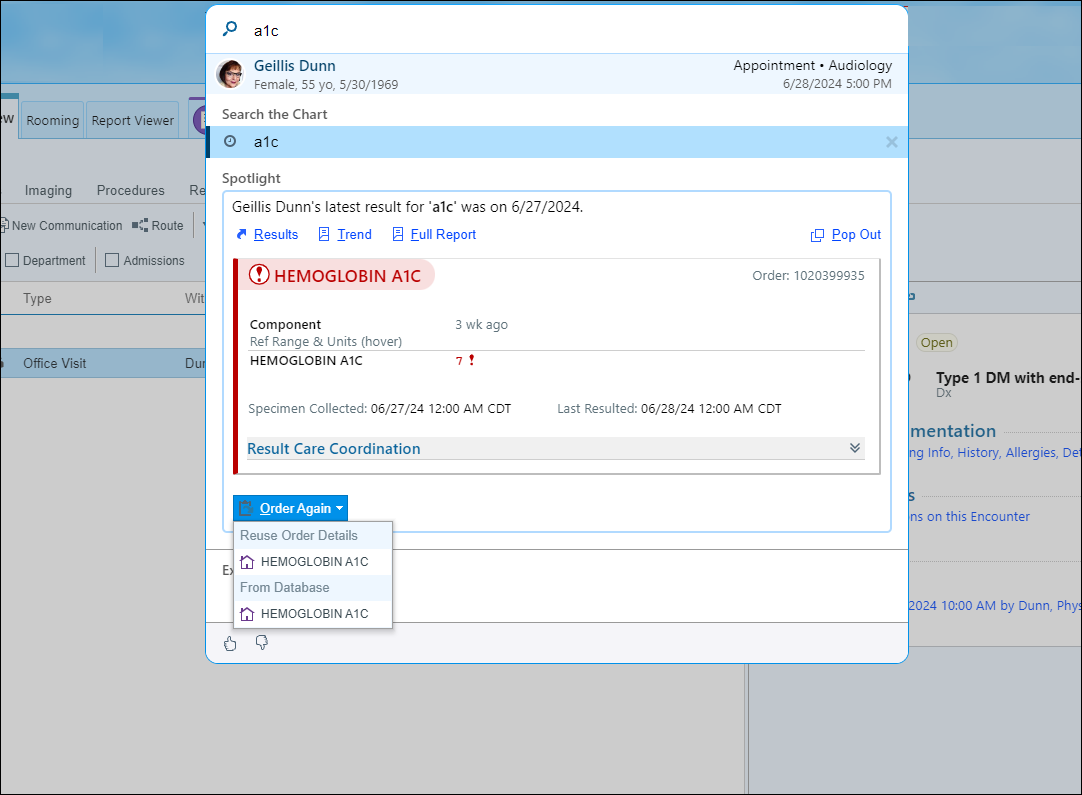 a1c
Geillis Dunn
Appointment • Audiology
Female, 55 yo, 5/30/1969
6/28/2024 5:00 PM
Rooming
Report Viewer
Search the Chart
a1c
Spotlight
Imaging
Procedures
Geillis Dunn's latest result for 'a1c' was on 6/27/2024.
New Communication
Route
Results
Trend
Full Report
Pop Out
Department
Admissions
HEMOGLOBIN A1C
Order: 1020399935
Type
Wit
Component
3 wk ago
Ref Range & Units (hover)
HEMOGLOBIN A1C
7 !
Open
Office Visit
Dun
Type 1 DM with end-
Dx
Specimen Collected: 06/27/24 12:00 AM CDT
Last Resulted: 06/28/24 12:00 AM CDT
mentation
Result Care Coordination
ng Info, History, Allergies, Det
Order Again
ns on this Encounter
Reuse Order Details
HEMOGLOBIN A1C
Ex
From Database
HEMOGLOBIN A1C
2024 10:00 AM by Dunn, Phys